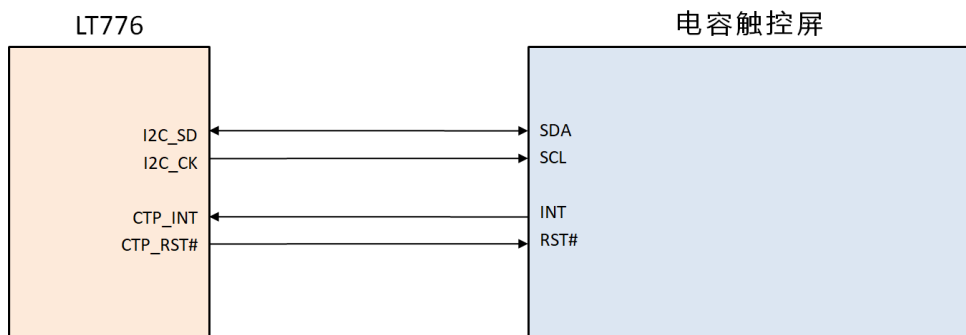 LT776
电容触控屏
I2C_SD
SDA
I2C_CK
SCL
CTP_INT
INT
CTP_RST#
RST#